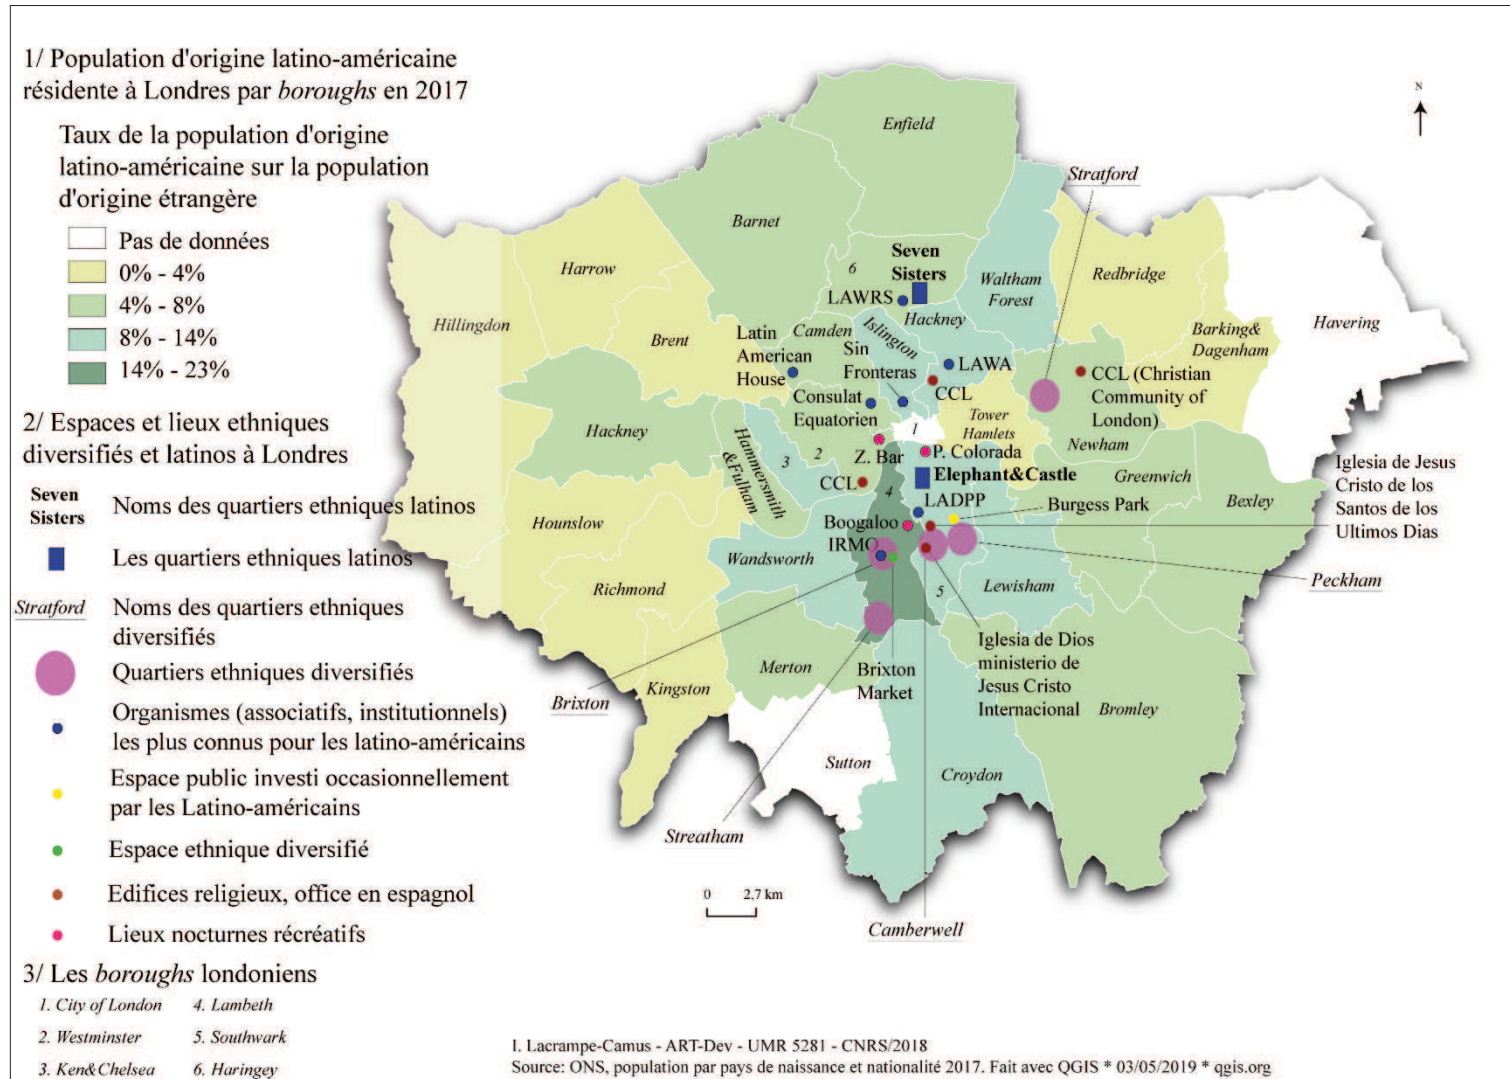 1/ Population d'origine latino-américaine
résidente à Londres par boroughs en 2017
Taux de la population d'origine
latino-américaine sur la population
d'origine étrangère
Pas de données
0% - 4%
4% - 8%
8% - 14%
14% - 23%
2/ Espaces et lieux ethniques
diversifiés et latinos à Londres
Seven
Sisters
Noms des quartiers ethniques latinos
Les quartiers ethniques latinos
Stratford
Noms des quartiers ethniques
diversifiés
Quartiers ethniques diversifiés
Organismes (associatifs, institutionnels)
les plus connus pour les latino-américains
Espace public investi occasionnellement
par les Latino-américains
Espace ethnique diversifié
Edifices religieux, office en espagnol
Lieux nocturnes récréatifs
3/ Les boroughs londoniens
1. City of London
2. Westminster
3. Ken&Chelsea
4. Lambeth
5. Southwark
6. Haringey
N
Enfield
Stratford
Barnet
Seven
Sisters
6
LAWRS
Waltham
Forest
Redbridge
Harrow
Hillingdon
Brent
Camden
Islington
Hackney
Barking&
Dagenham
Havering
Latin
American
House
Sin
Fronteras
LAWA
CCL
CCL (Christian
Community of
London)
Consulat
Equatorien
1
Tower
Hamlets
Newham
Hackney
Hammersmith
&Fulham
3
2
Z. Bar
P. Colorada
Elephant&Castle
Greenwich
Bexley
Iglesia de Jesus
Cristo de los
Santos de los
Ultimos Dias
CCL
4
LADPP
Burgess Park
Hounslow
Boogaloo
IRMO
Wandsworth
Richmond
5
Lewisham
Peckham
Iglesia de Dios
ministerio de
Jesus Cristo
Internacional
Merton
Kingston
Brixton
Brixton
Market
Bromley
Sutton
Croydon
Streatham
Camberwell
0
2,7 km
I. Lacrampe-Camus - ART-Dev - UMR 5281 - CNRS/2018
Source: ONS, population par pays de naissance et nationalité 2017. Fait avec QGIS * 03/05/2019 * qgis.org